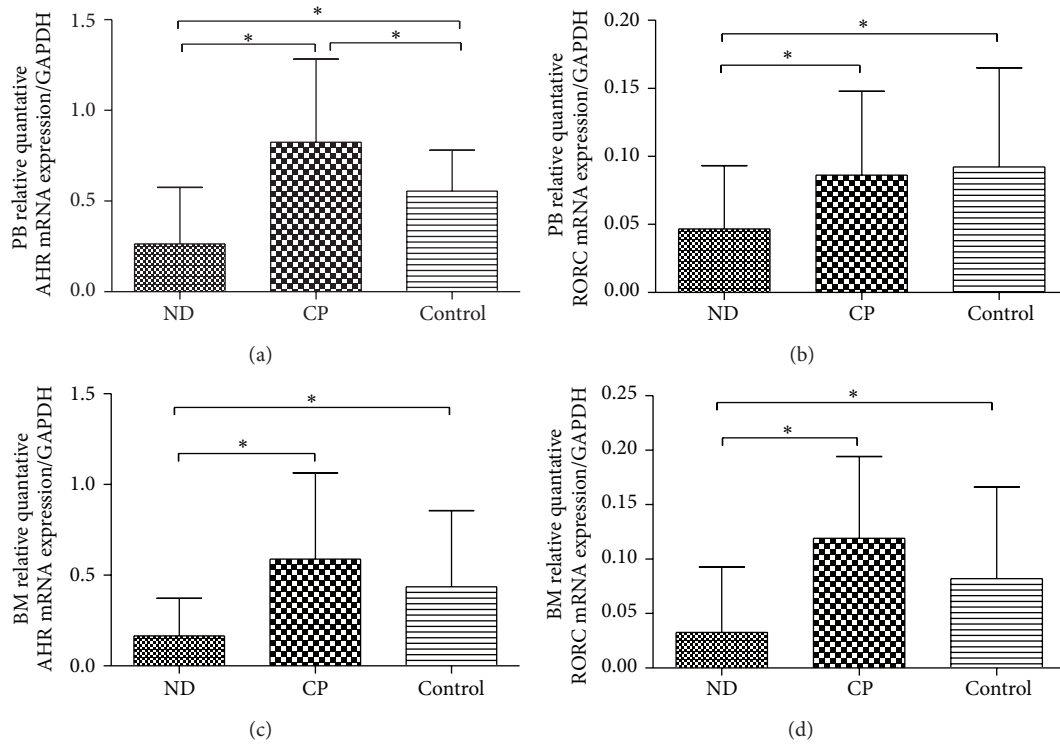 PB relative quantative
AHR mRNA expression/GAPDH
1.5
1.0
0.5
0.0
*
*
*
ND
CP
Control
(a)
PB relative quantative
RORC mRNA expression/GAPDH
0.20
0.15
0.10
0.05
0.00
*
*
ND
CP
Control
(b)
BM relative quantative
AHR mRNA expression/GAPDH
1.5
1.0
0.5
0.0
*
*
ND
CP
Control
(c)
BM relative quantative
RORC mRNA expression/GAPDH
0.25
0.20
0.15
0.10
0.05
0.00
*
*
ND
CP
Control
(d)